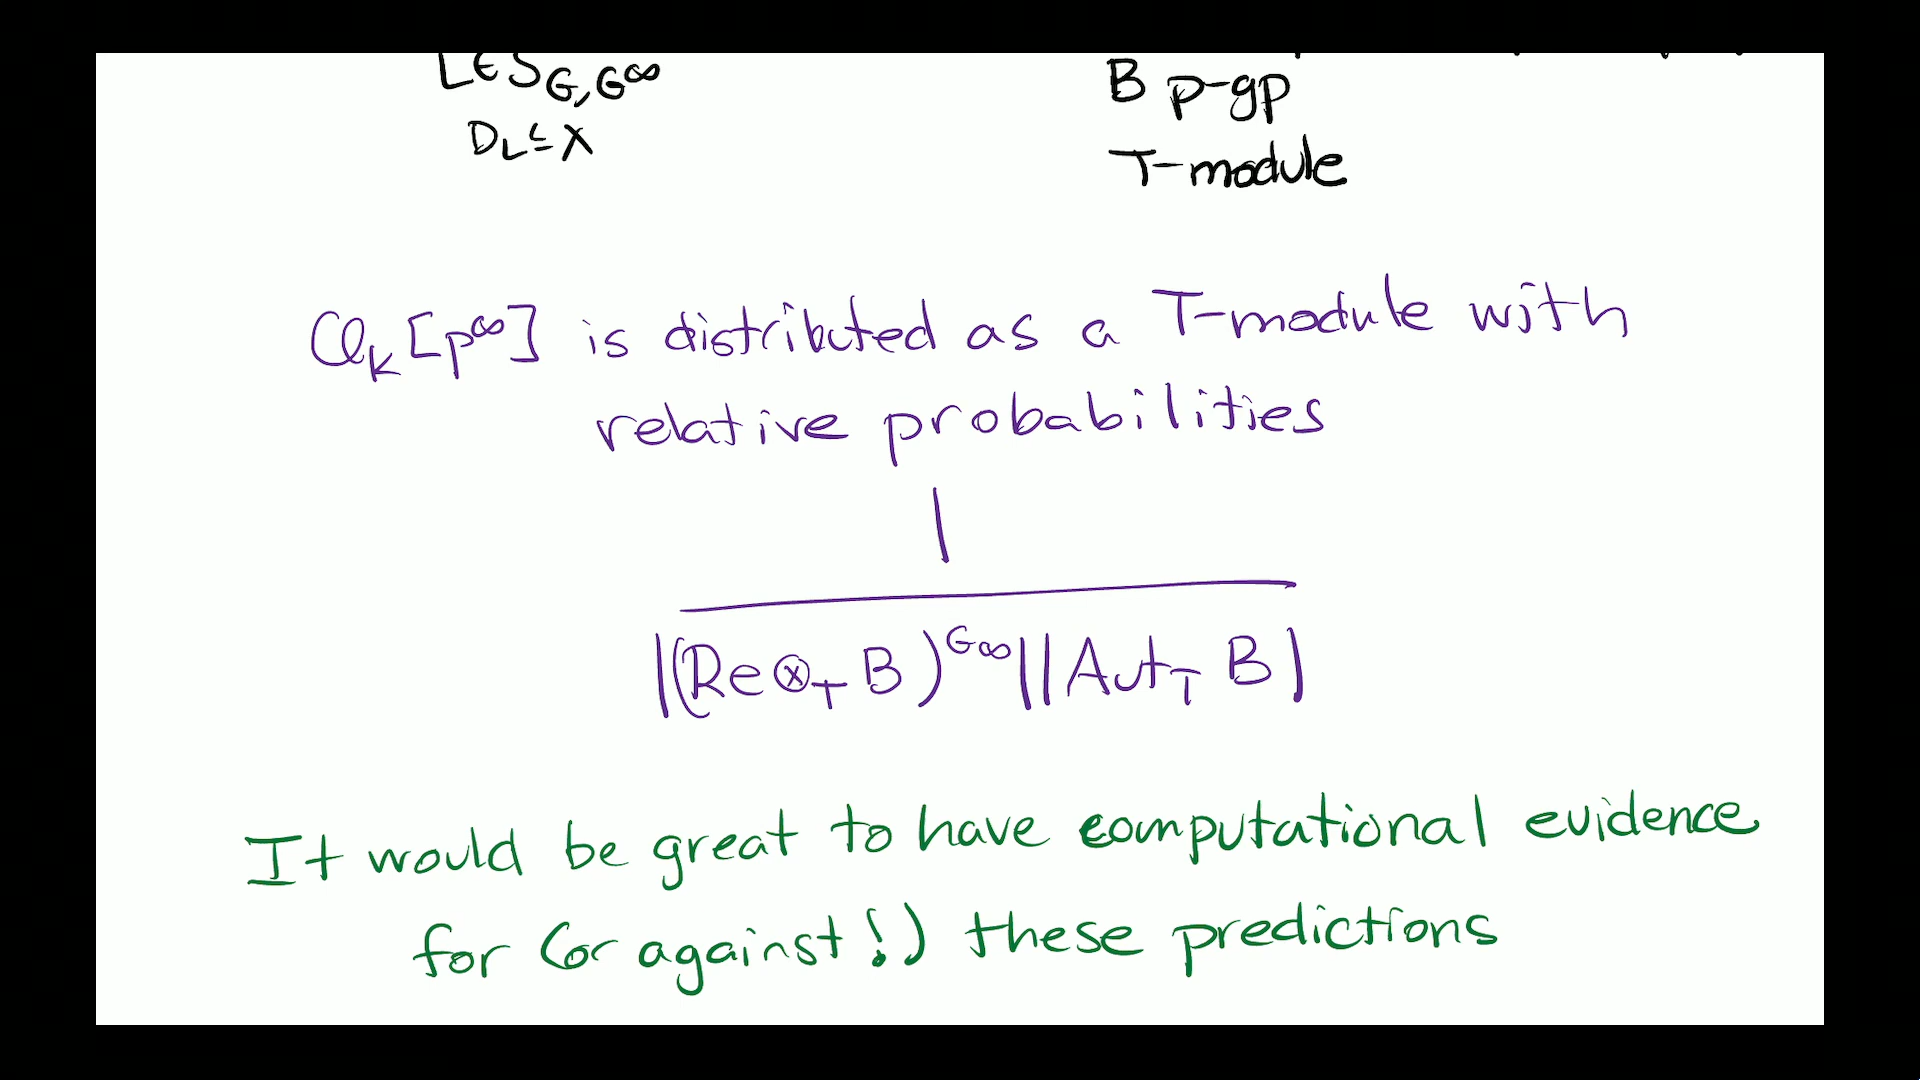 L∈S_{G,G^∞}
D_L ≤ X
B p-gp
T-module
Cl_K[p^∞] is distributed as a T-module with
relative probabilities
1
|(Re ⊗_T B)^{G∞}||Aut_T B|
It would be great to have computational evidence
for (or against!) these predictions